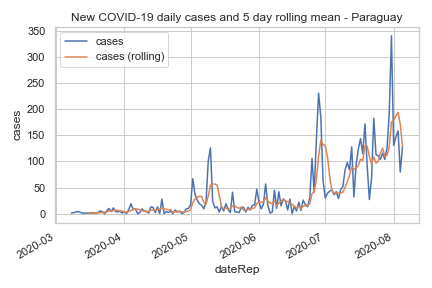 New COVID-19 daily cases and 5 day rolling mean - Paraguay
cases
cases (rolling)
350
300
250
200
150
100
50
0
cases
2020-03
2020-04
2020-05
2020-06
2020-07
2020-08
dateRep